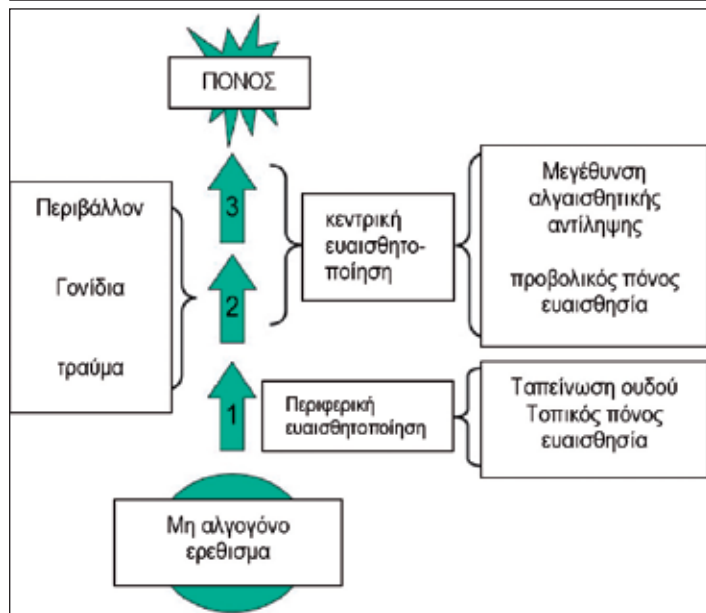 ΠΟΝΟΣ
3
2
1
Περιβάλλον
Γονίδια
τραύμα
κεντρική
ευαισθητο-
ποίηση
Μεγέθυνση
αλγαισθητικής
αντίληψης
προβολικός πόνος
ευαισθησία
Περιφερική
ευαισθητοποίηση
Ταπείνωση ουδού
Τοπικός πόνος
ευαισθησία
Μη αλγογόνο
ερεθισμα